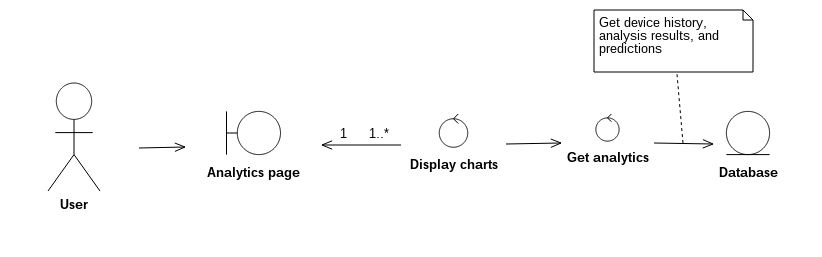 Get device history,
analysis results, and
predictions
1 1..*
Display charts
Get analytics
Analytics page
Database
User